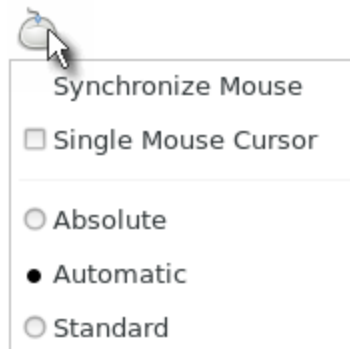 Synchronize Mouse
Single Mouse Cursor
Absolute
Automatic
Standard